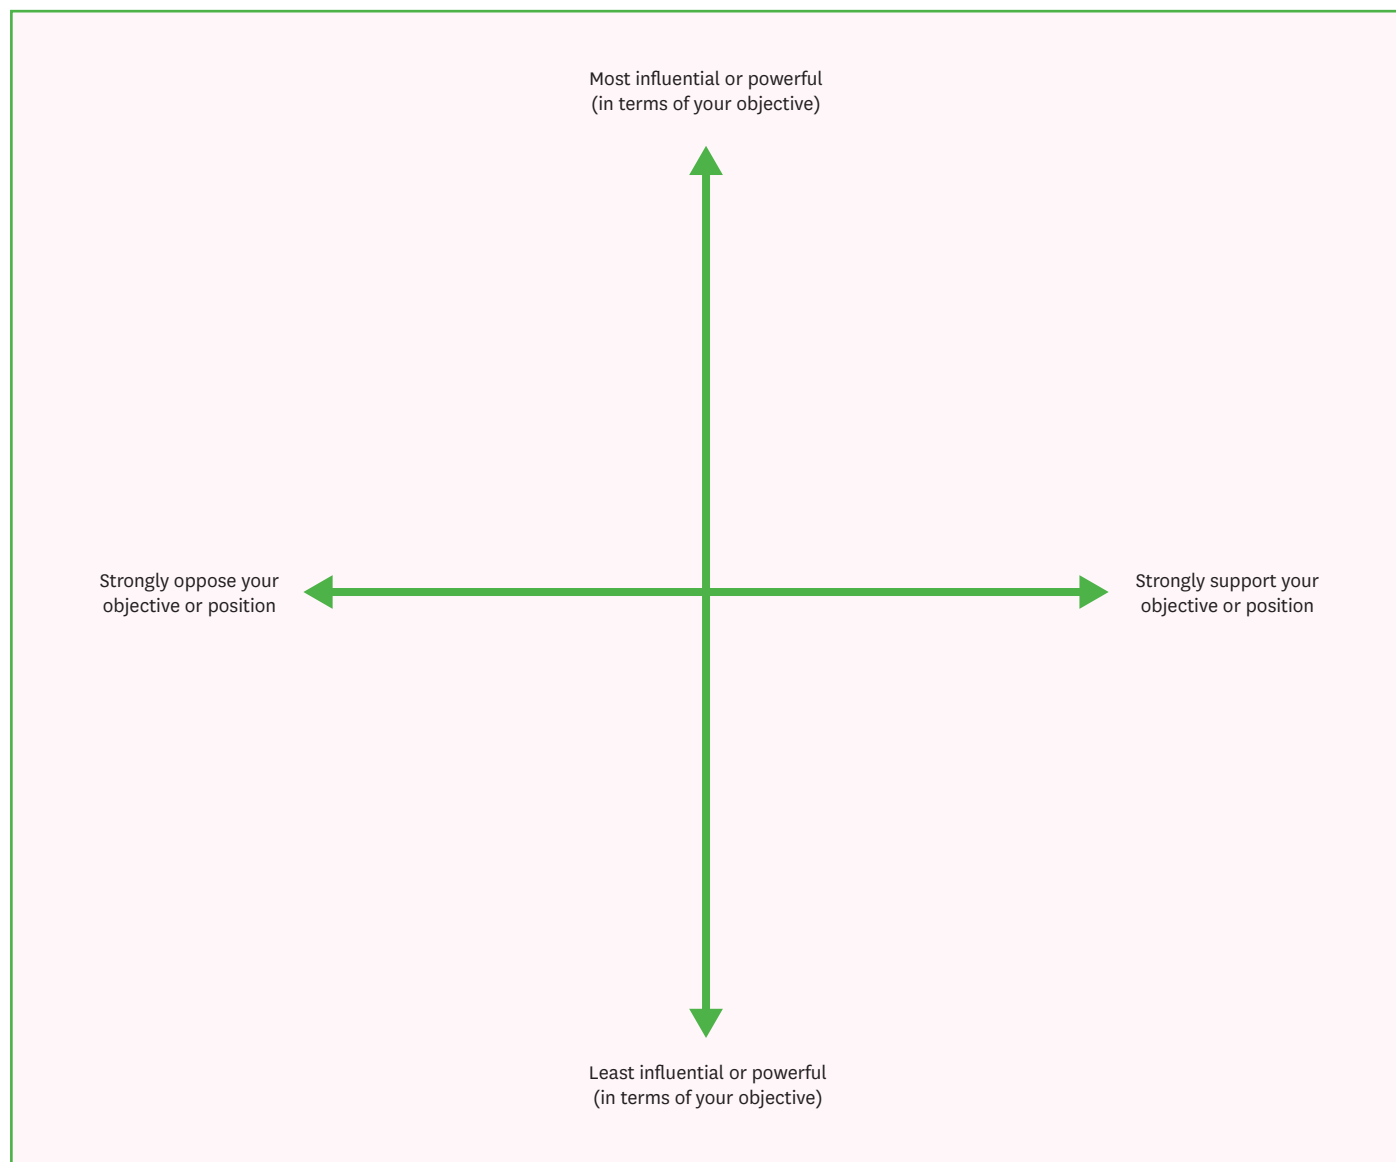 Most influential or powerful
(in terms of your objective)
Strongly oppose your
objective or position
Strongly support your
objective or position
Least influential or powerful
(in terms of your objective)